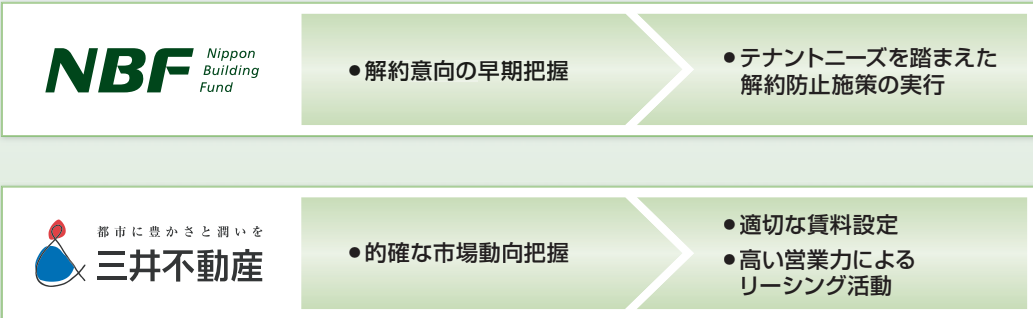 NBF
Nippon
Building
Fund
●解約意向の早期把握
●テナントニーズを踏まえた
解約防止施策の実行
都市に豊かさと潤いを
三井不動産
●的確な市場動向把握
●適切な賃料設定
●高い営業力による
リーシング活動